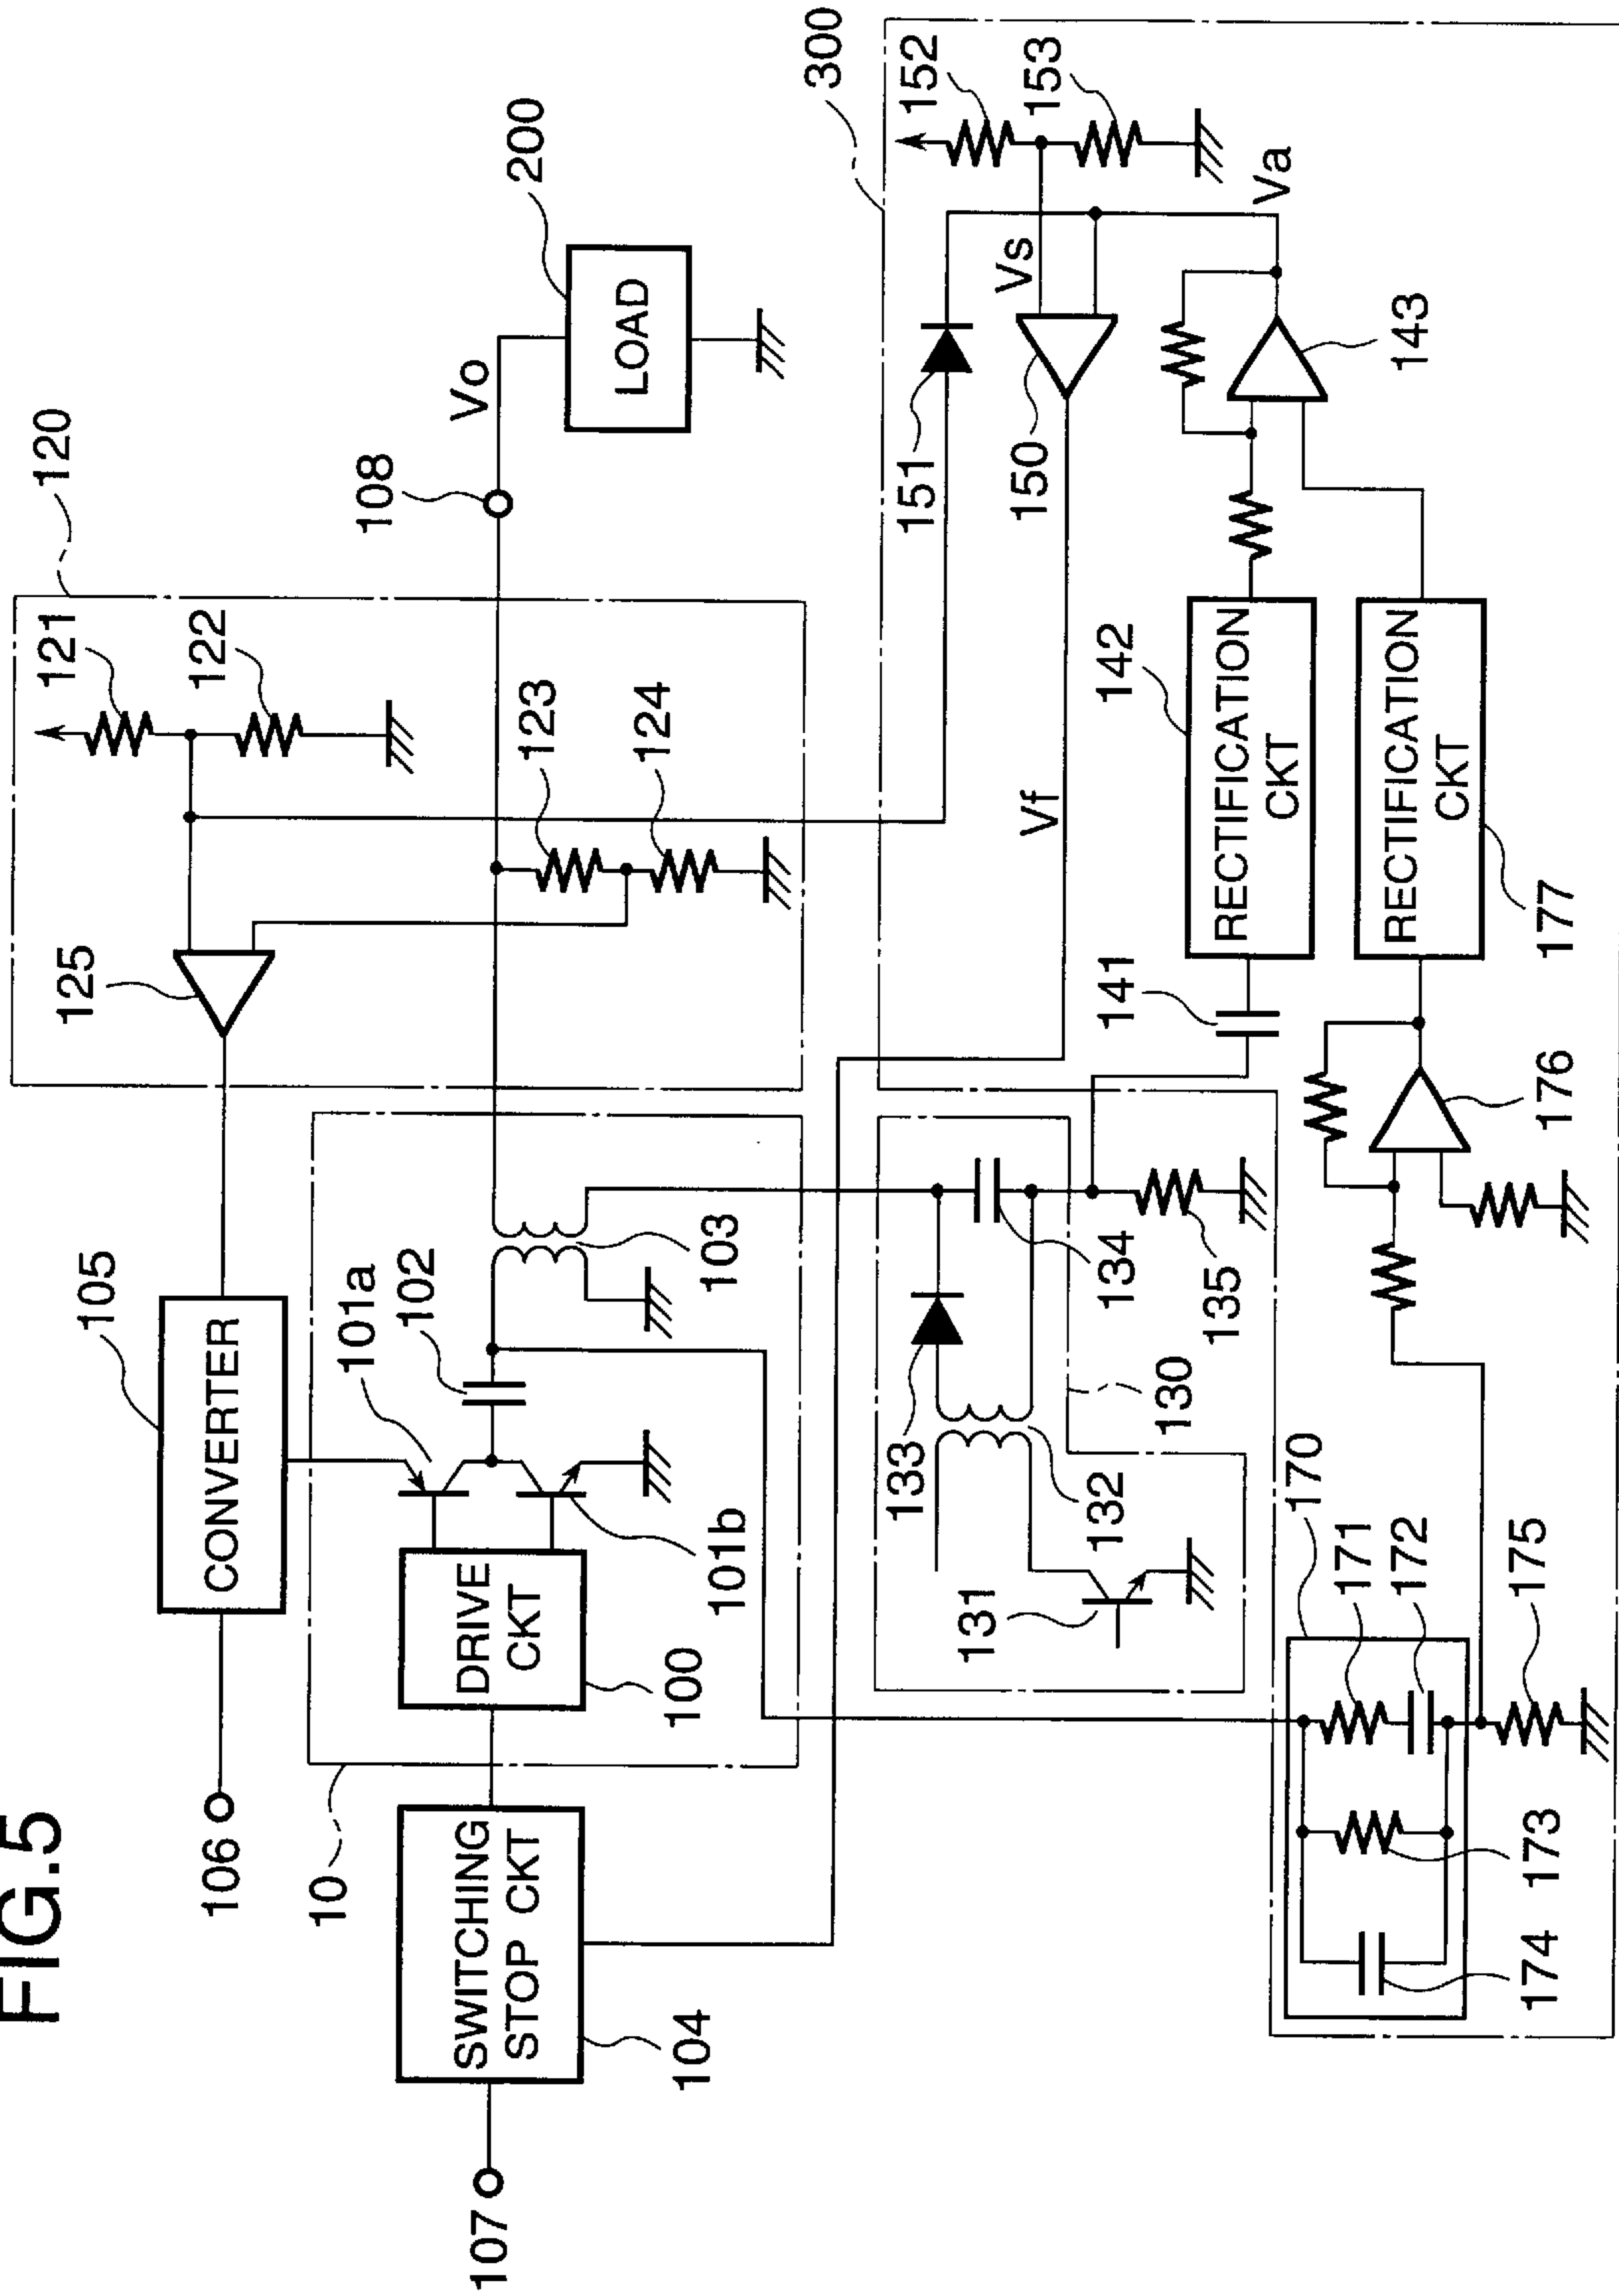 FIG.5
106
105
CONVERTER
125
120
121
122
123
124
108
Vo
200
LOAD
107
104
SWITCHING
STOP CKT
10
100
DRIVE
CKT
101a
101b
102
103
130
131
132
133
134
135
300
Vf
151
150
Vs
152
153
Va
141
142
RECTIFICATION
CKT
143
170
171
172
173
174
175
176
RECTIFICATION
CKT
177